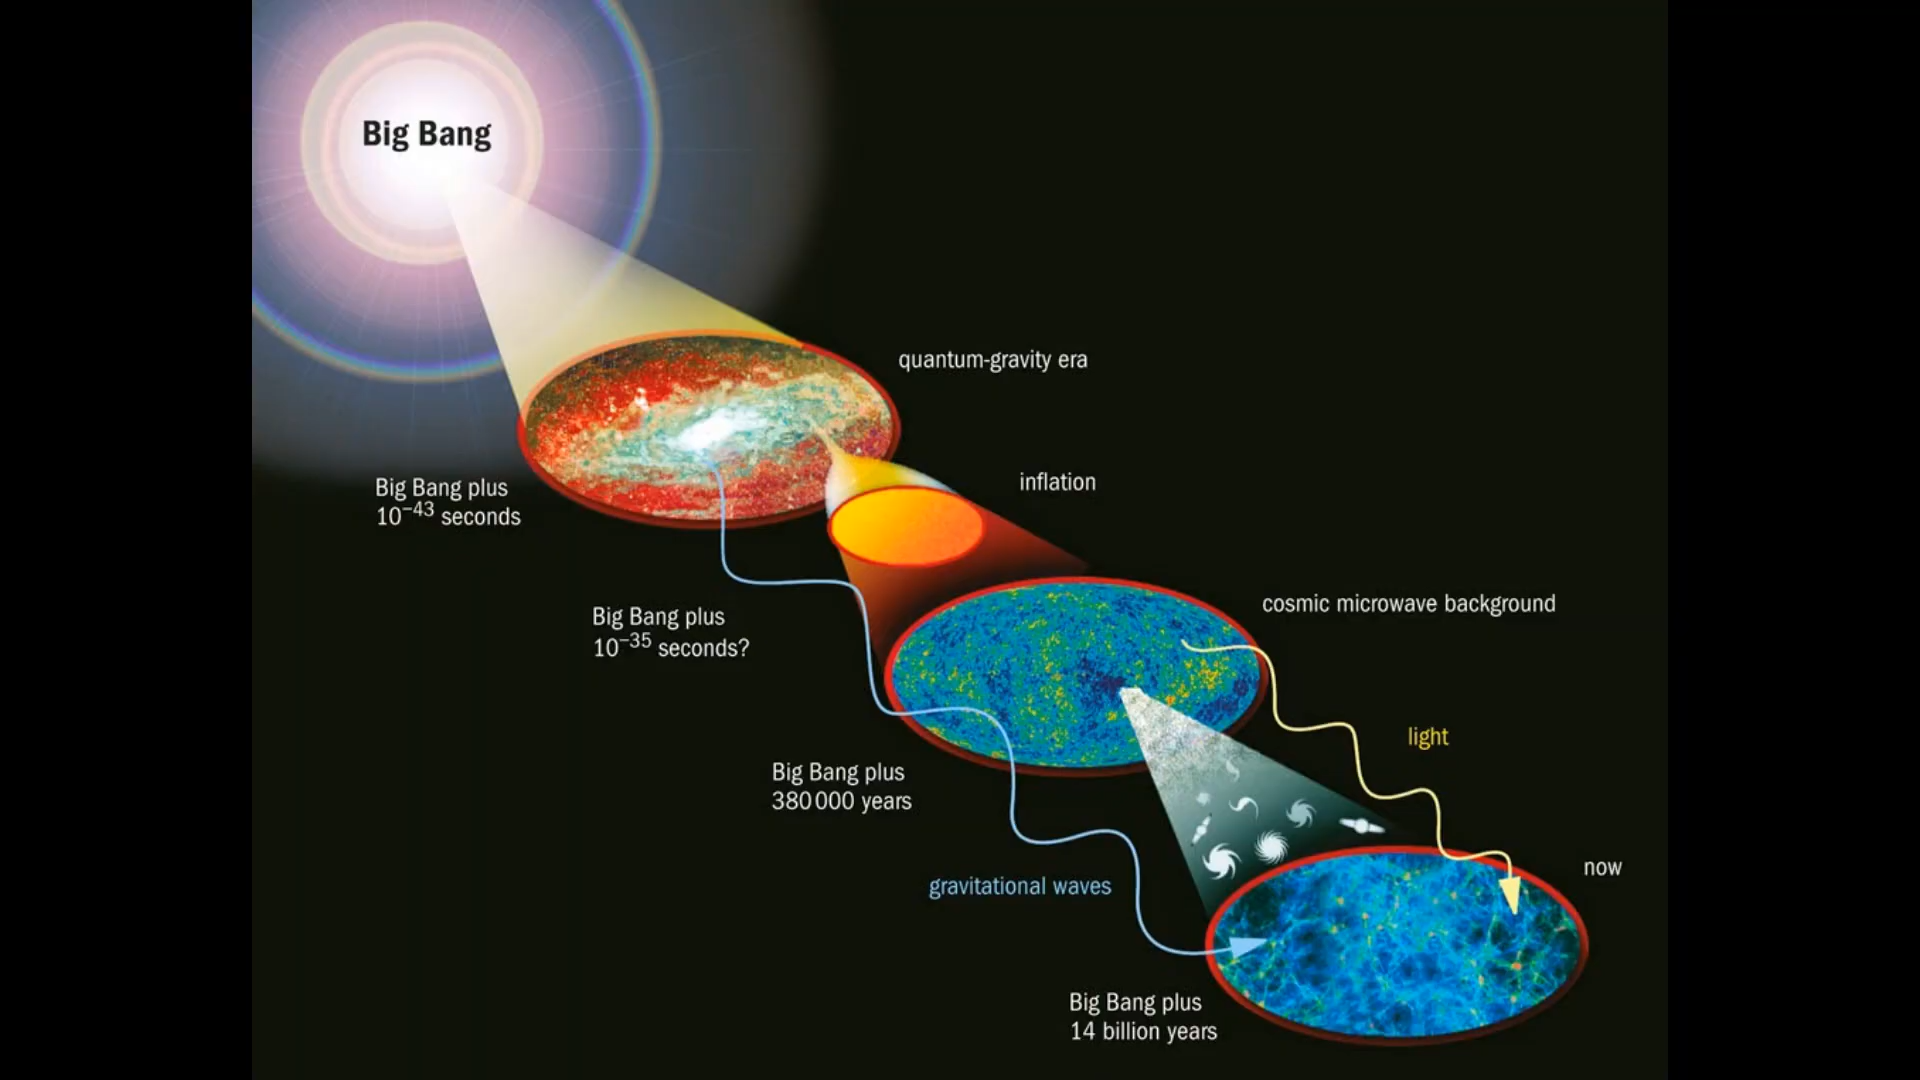 Big Bang
quantum-gravity era
Big Bang plus
10⁻⁴³ seconds
inflation
Big Bang plus
10⁻³⁵ seconds?
cosmic microwave background
light
Big Bang plus
380 000 years
now
gravitational waves
Big Bang plus
14 billion years